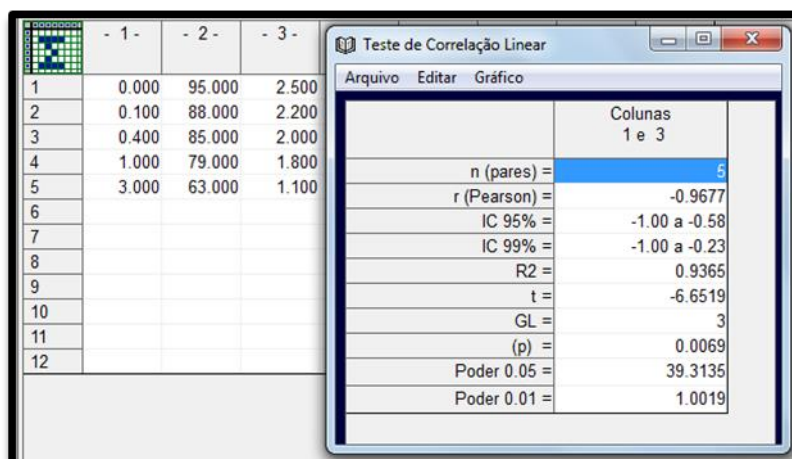 - 1 - - 2 - - 3 -
1 0.000 95.000 2.500
2 0.100 88.000 2.200
3 0.400 85.000 2.000
4 1.000 79.000 1.800
5 3.000 63.000 1.100
6
7
8
9
10
11
12
Teste de Correlação Linear
Arquivo Editar Gráfico
Colunas
1 e 3
n (pares) = 5
r (Pearson) = -0.9677
IC 95% = -1.00 a -0.58
IC 99% = -1.00 a -0.23
R2 = 0.9365
t = -6.6519
GL = 3
(p) = 0.0069
Poder 0.05 = 39.3135
Poder 0.01 = 1.0019